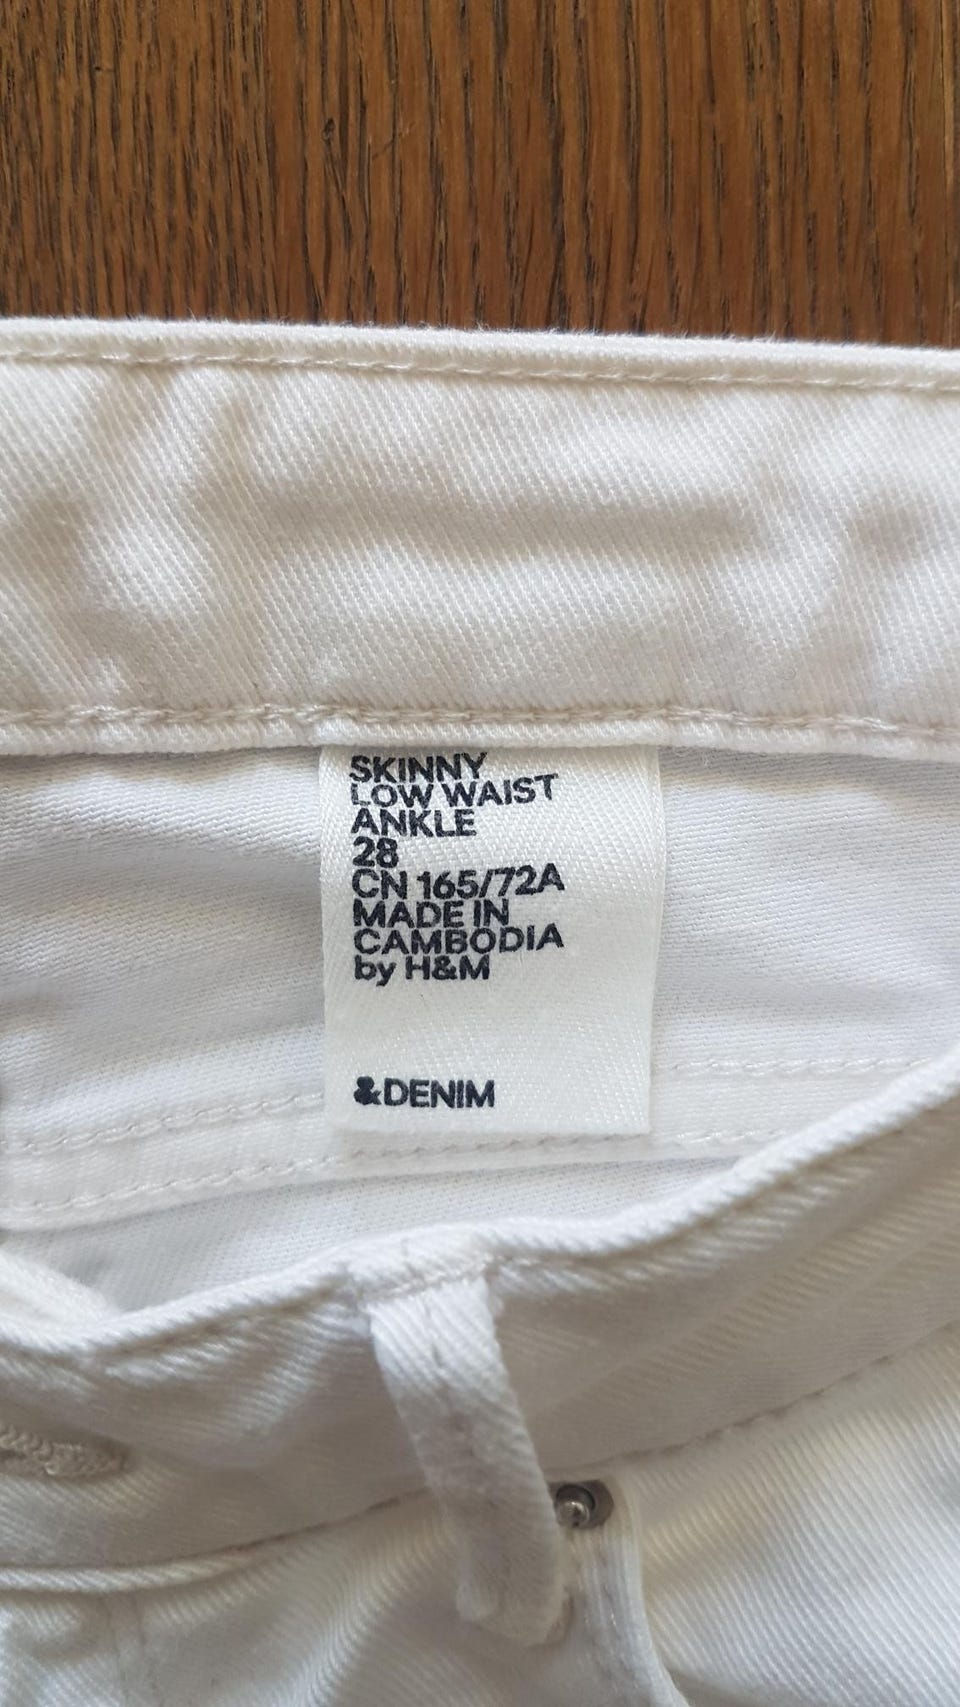 SKINNY
LOW WAIST
ANKLE
28
CN 165/72A
MADE IN
CAMBODIA
by H&M
&DENIM